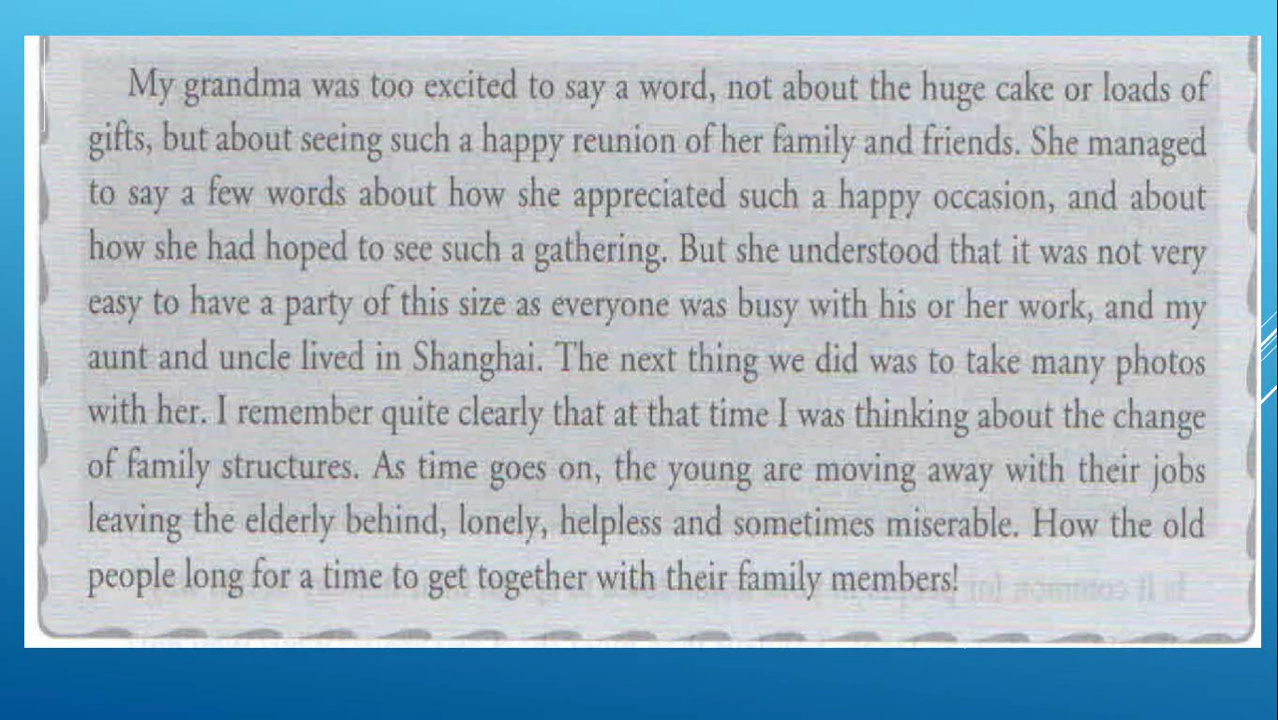 My grandma was too excited to say a word, not about the huge cake or loads of
gifts, but about seeing such a happy reunion of her family and friends. She managed
to say a few words about how she appreciated such a happy occasion, and about
how she had hoped to see such a gathering. But she understood that it was not very
easy to have a party of this size as everyone was busy with his or her work, and my
aunt and uncle lived in Shanghai. The next thing we did was to take many photos
with her. I remember quite clearly that at that time I was thinking about the change
of family structures. As time goes on, the young are moving away with their jobs
leaving the elderly behind, lonely, helpless and sometimes miserable. How the old
people long for a time to get together with their family members!